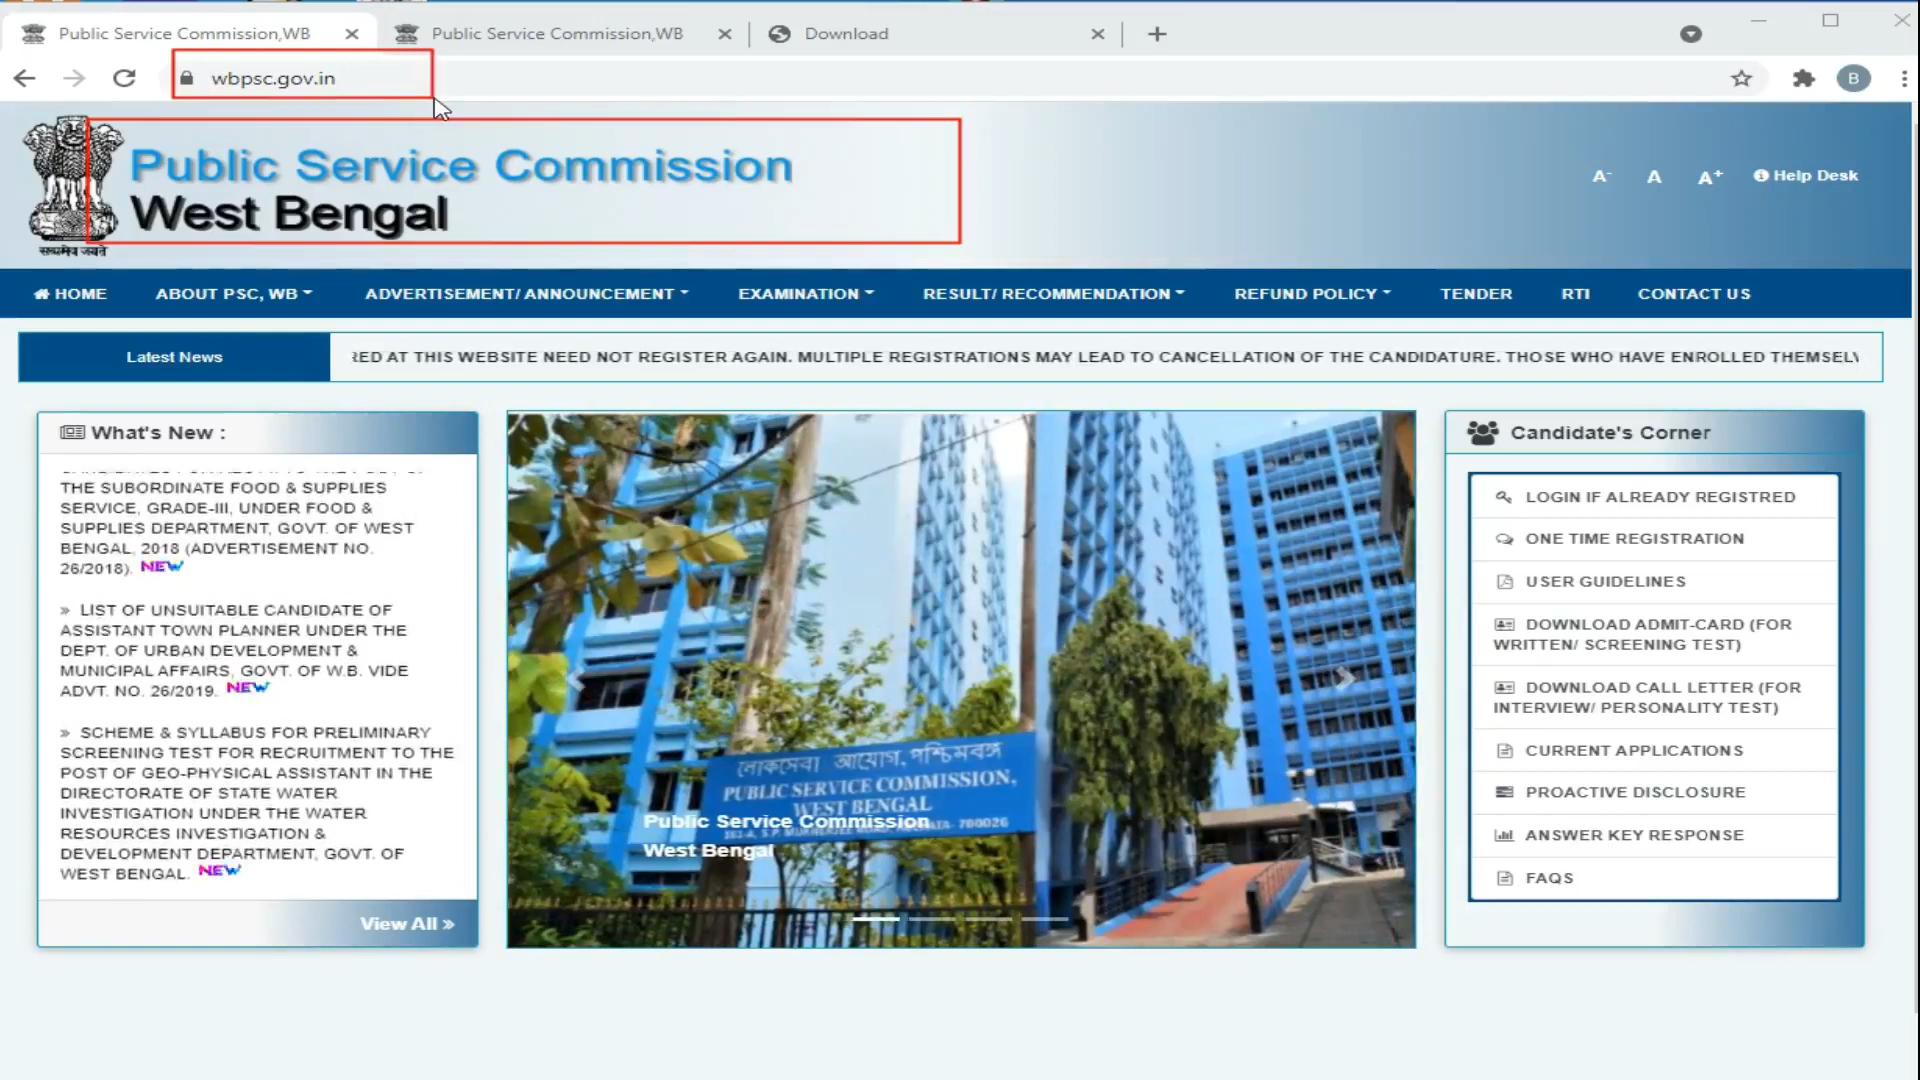 Public Service Commission,WB
Public Service Commission,WB
Download
wbpsc.gov.in
B
Public Service Commission
West Bengal
सत्यमेव जयते
A-
A
A+
Help Desk
HOME
ABOUT PSC, WB
ADVERTISEMENT/ ANNOUNCEMENT
EXAMINATION
RESULT/ RECOMMENDATION
REFUND POLICY
TENDER
RTI
CONTACT US
Latest News
RED AT THIS WEBSITE NEED NOT REGISTER AGAIN. MULTIPLE REGISTRATIONS MAY LEAD TO CANCELLATION OF THE CANDIDATURE. THOSE WHO HAVE ENROLLED
What's New :
THE SUBORDINATE FOOD & SUPPLIES
SERVICE, GRADE-III, UNDER FOOD &
SUPPLIES DEPARTMENT, GOVT. OF WEST
BENGAL, 2018 (ADVERTISEMENT NO.
26/2018). NEW
» LIST OF UNSUITABLE CANDIDATE OF
ASSISTANT TOWN PLANNER UNDER THE
DEPT. OF URBAN DEVELOPMENT &
MUNICIPAL AFFAIRS, GOVT. OF W.B. VIDE
ADVT. NO. 26/2019. NEW
» SCHEME & SYLLABUS FOR PRELIMINARY
SCREENING TEST FOR RECRUITMENT TO THE
POST OF GEO-PHYSICAL ASSISTANT IN THE
DIRECTORATE OF STATE WATER
INVESTIGATION UNDER THE WATER
RESOURCES INVESTIGATION &
DEVELOPMENT DEPARTMENT, GOVT. OF
WEST BENGAL. NEW
View All »
লোকসেবা আয়োগ, পশ্চিমবঙ্গ
PUBLIC SERVICE COMMISSION,
WEST BENGAL
161-A, S.P. MUKHERJEE ROAD, KOLKATA- 700026
Public Service Commission
West Bengal
Candidate's Corner
LOGIN IF ALREADY REGISTRED
ONE TIME REGISTRATION
USER GUIDELINES
DOWNLOAD ADMIT-CARD (FOR
WRITTEN/ SCREENING TEST)
DOWNLOAD CALL LETTER (FOR
INTERVIEW/ PERSONALITY TEST)
CURRENT APPLICATIONS
PROACTIVE DISCLOSURE
ANSWER KEY RESPONSE
FAQS